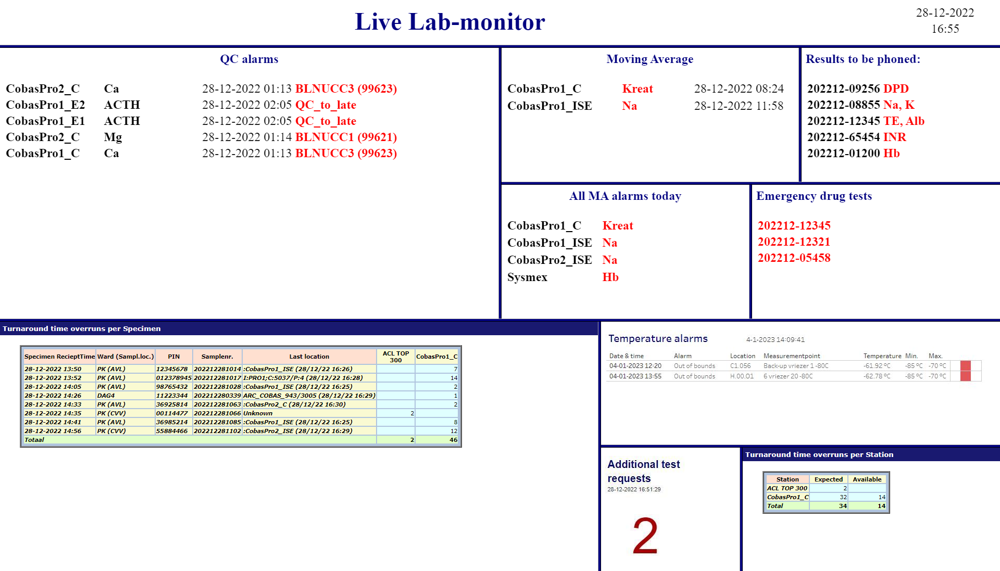 Live Lab-monitor
28-12-2022
16:55
QC alarms
CobasPro2_C Ca 28-12-2022 01:13 BLNUCC3 (99623)
CobasPro1_E2 ACTH 28-12-2022 02:05 QC_to_late
CobasPro1_E1 ACTH 28-12-2022 02:05 QC_to_late
CobasPro2_C Mg 28-12-2022 01:14 BLNUCC1 (99621)
CobasPro1_C Ca 28-12-2022 01:13 BLNUCC3 (99623)
Moving Average
CobasPro1_C Kreat 28-12-2022 08:24
CobasPro1_ISE Na 28-12-2022 11:58
Results to be phoned:
202212-09256 DPD
202212-08855 Na, K
202212-12345 TE, Alb
202212-65454 INR
202212-01200 Hb
All MA alarms today
CobasPro1_C Kreat
CobasPro1_ISE Na
CobasPro2_ISE Na
Sysmex Hb
Emergency drug tests
202212-12345
202212-12321
202212-05458
Turnaround time overruns per Specimen
Specimen RecieptTime Ward (Sampl.loc.) PIN Samplenr. Last location ACL TOP 300 CobasPro1_C
28-12-2022 13:50 PK (AVL) 12345678 202212281014 :CobasPro1_ISE (28/12/22 16:26) 7
28-12-2022 13:52 PK (AVL) 012378945 202212281017 I:PRO1;C:5037/P:4 (28/12/22 16:28) 14
28-12-2022 14:05 PK (AVL) 98765432 202212281028 :CobasPro1_ISE (28/12/22 16:25) 2
28-12-2022 14:26 DAG4 11223344 202212280339 ARC_COBAS_943/3005 (28/12/22 16:29) 1
28-12-2022 14:33 PK (AVL) 36925814 202212281063 :CobasPro2_C (28/12/22 16:30) 2
28-12-2022 14:35 PK (CVV) 00114477 202212281066 Unknown 2
28-12-2022 14:41 PK (AVL) 36985214 202212281085 :CobasPro1_ISE (28/12/22 16:25) 8
28-12-2022 14:56 PK (CVV) 55884466 202212281102 :CobasPro2_ISE (28/12/22 16:29) 12
Totaal 2 46
Temperature alarms 4-1-2023 14:09:41
Date & time Alarm Location Measurementpoint Temperature Min. Max.
04-01-2023 12:20 Out of bounds C1.056 Back-up vriezer 1 -80C -61.92 ºC -85 ºC -70 ºC
04-01-2023 13:55 Out of bounds H.00.01 6 vriezer 20 -80C -62.78 ºC -85 ºC -70 ºC
Additional test
requests
28-12-2022 16:51:29
2
Turnaround time overruns per Station
Station Expected Available
ACL TOP 300 2
CobasPro1_C 32 14
Total 34 14